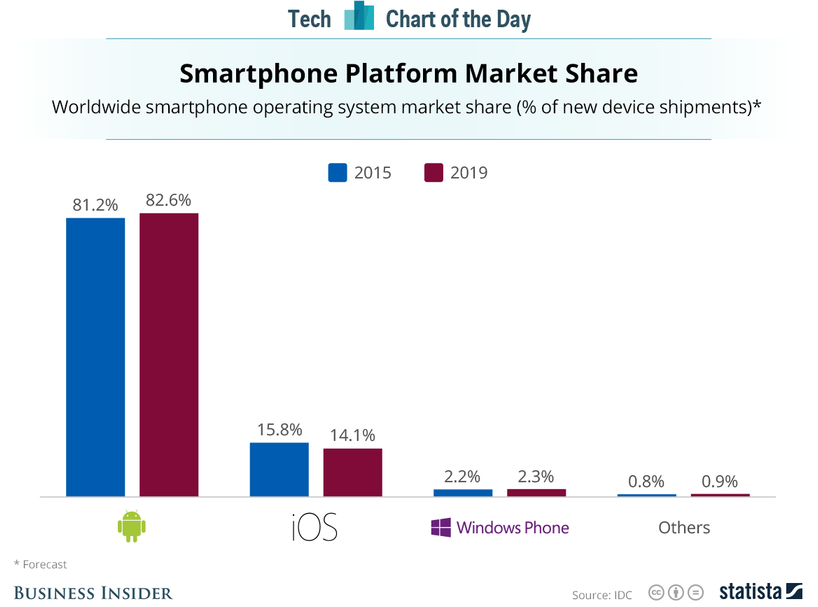 Tech Chart of the Day
Smartphone Platform Market Share
Worldwide smartphone operating system market share (% of new device shipments)*
2015 2019
81.2% 82.6%
15.8% 14.1%
2.2% 2.3%
0.8% 0.9%
iOS
Windows Phone
Others
* Forecast
BUSINESS INSIDER
Source: IDC
cc
statista